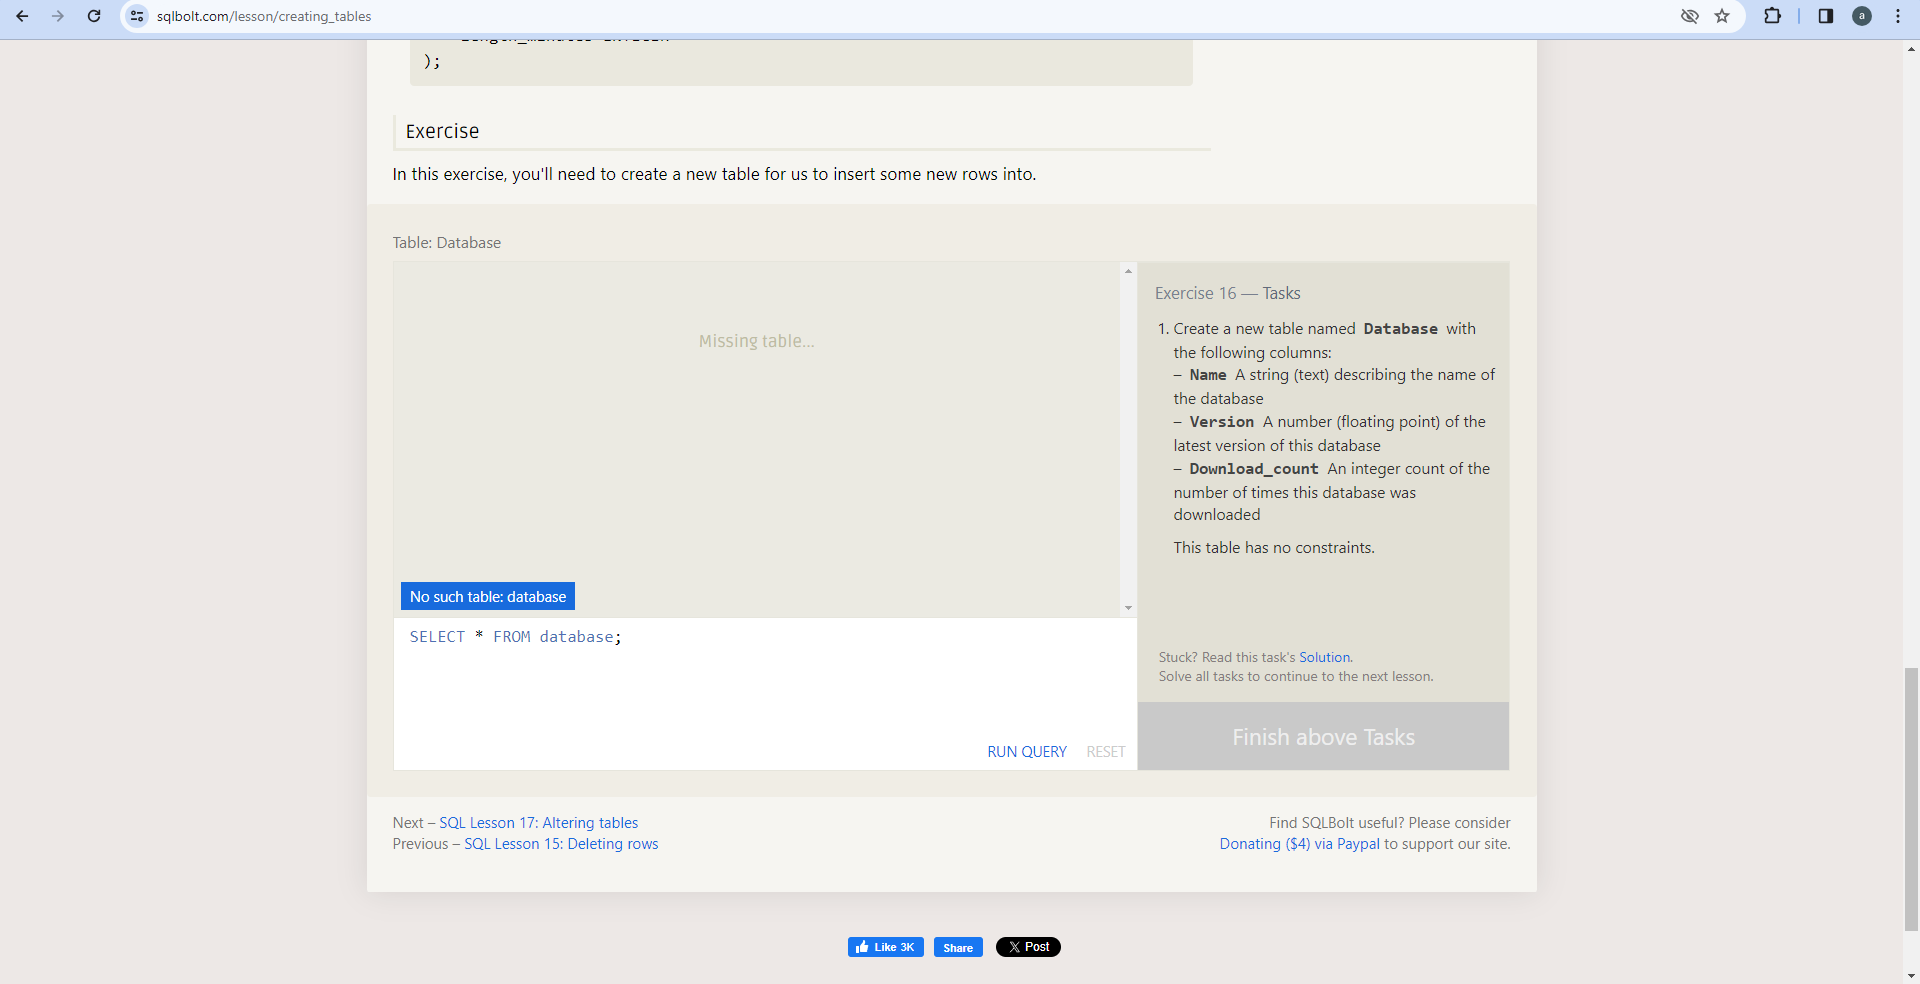 sqlbolt.com/lesson/creating_tables
a
);
Exercise
In this exercise, you'll need to create a new table for us to insert some new rows into.
Table: Database
Missing table...
No such table: database
SELECT * FROM database;
RUN QUERY RESET
Exercise 16 — Tasks
1. Create a new table named Database with
the following columns:
– Name A string (text) describing the name of
the database
– Version A number (floating point) of the
latest version of this database
– Download_count An integer count of the
number of times this database was
downloaded
This table has no constraints.
Stuck? Read this task's Solution.
Solve all tasks to continue to the next lesson.
Finish above Tasks
Next – SQL Lesson 17: Altering tables
Previous – SQL Lesson 15: Deleting rows
Find SQLBolt useful? Please consider
Donating ($4) via Paypal to support our site.
Like 3K Share X Post